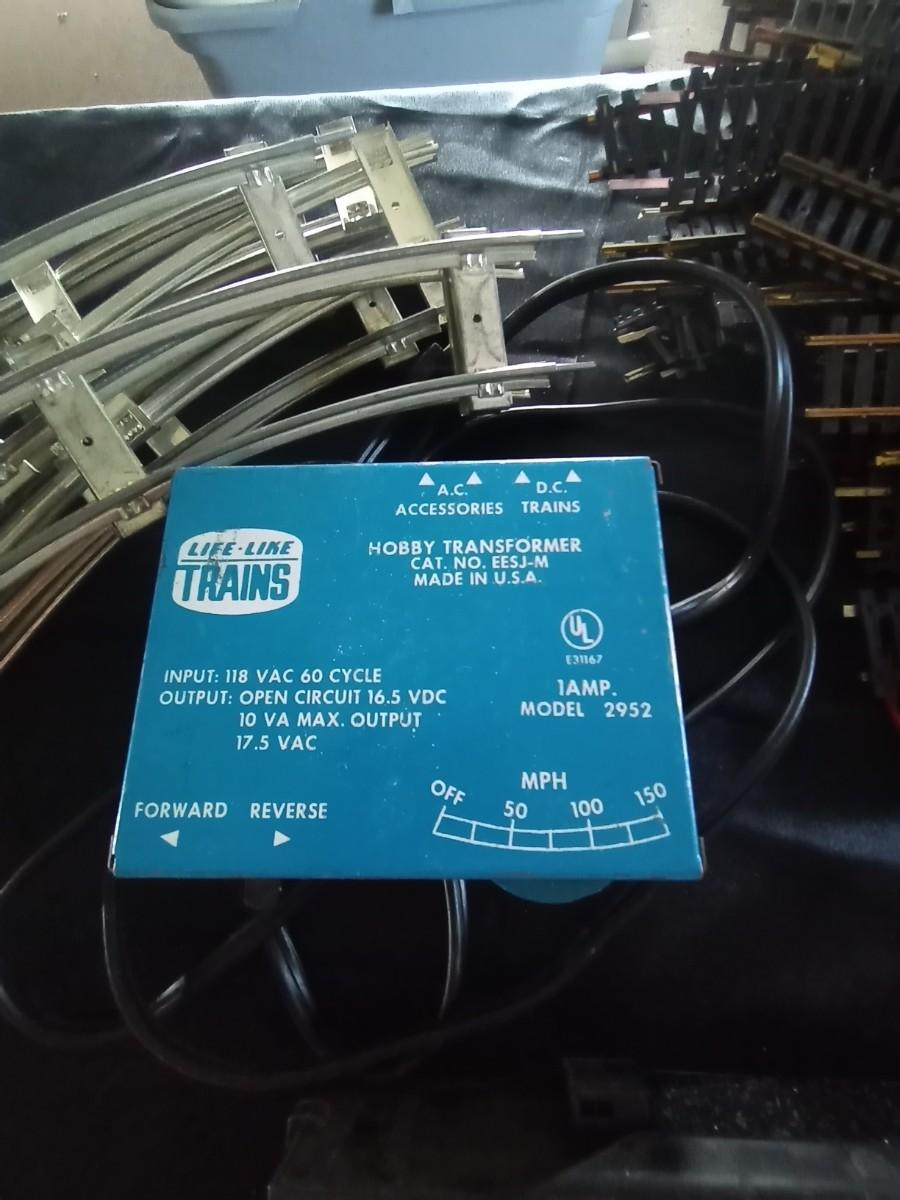 A.C. D.C.
ACCESSORIES TRAINS
LIFE-LIKE
TRAINS
HOBBY TRANSFORMER
CAT. NO. EESJ-M
MADE IN U.S.A.
UL
E31167
INPUT: 118 VAC 60 CYCLE
OUTPUT: OPEN CIRCUIT 16.5 VDC
10 VA MAX. OUTPUT
17.5 VAC
1AMP.
MODEL 2952
FORWARD REVERSE
MPH
OFF 50 100 150